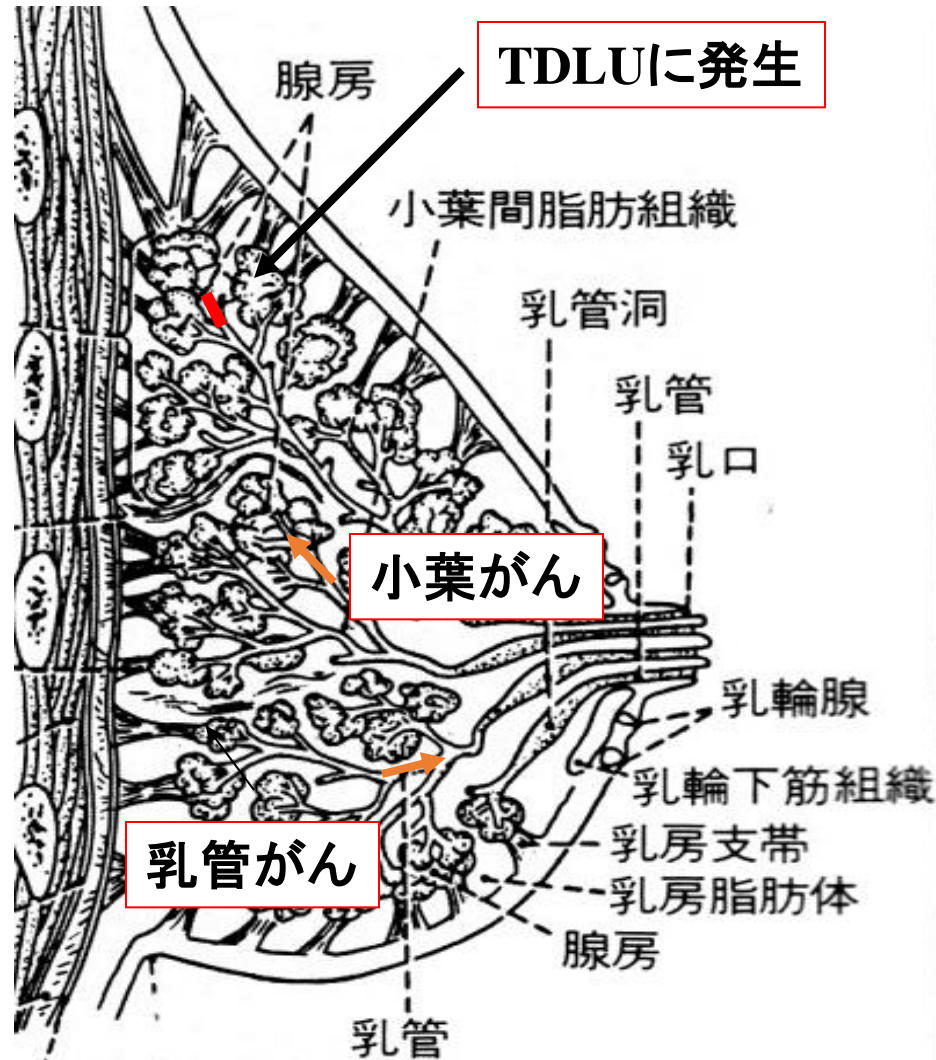 TDLUに発生
腺房
小葉間脂肪組織
乳管洞
乳管
乳口
小葉がん
乳輪腺
乳輪下筋組織
乳管がん
乳房支帯
乳房脂肪体
腺房
乳管